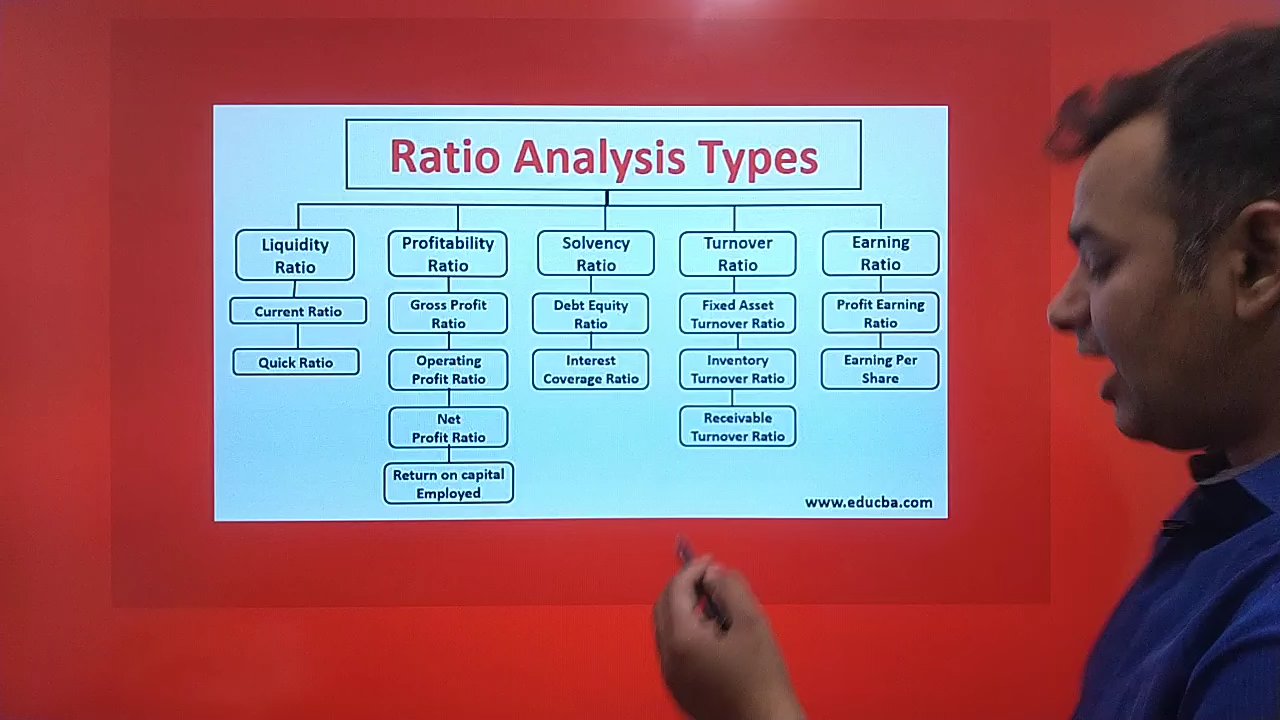 Ratio Analysis Types
Liquidity
Ratio
Current Ratio
Quick Ratio
Profitability
Ratio
Gross Profit
Ratio
Operating
Profit Ratio
Net
Profit Ratio
Return on capital
Employed
Solvency
Ratio
Debt Equity
Ratio
Interest
Coverage Ratio
Turnover
Ratio
Fixed Asset
Turnover Ratio
Inventory
Turnover Ratio
Receivable
Turnover Ratio
Earning
Ratio
Profit Earning
Ratio
Earning Per
Share
www.educba.com